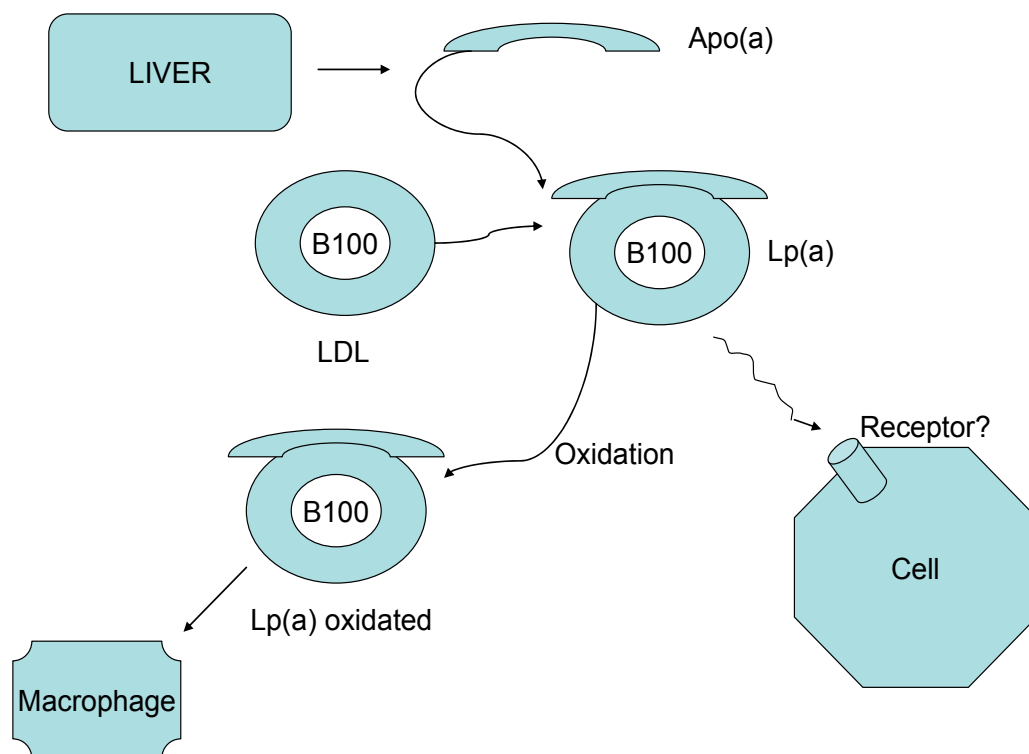 Apo(a)
LIVER
B100
B100
Lp(a)
LDL
Receptor?
Oxidation
B100
Cell
Lp(a) oxidated
Macrophage